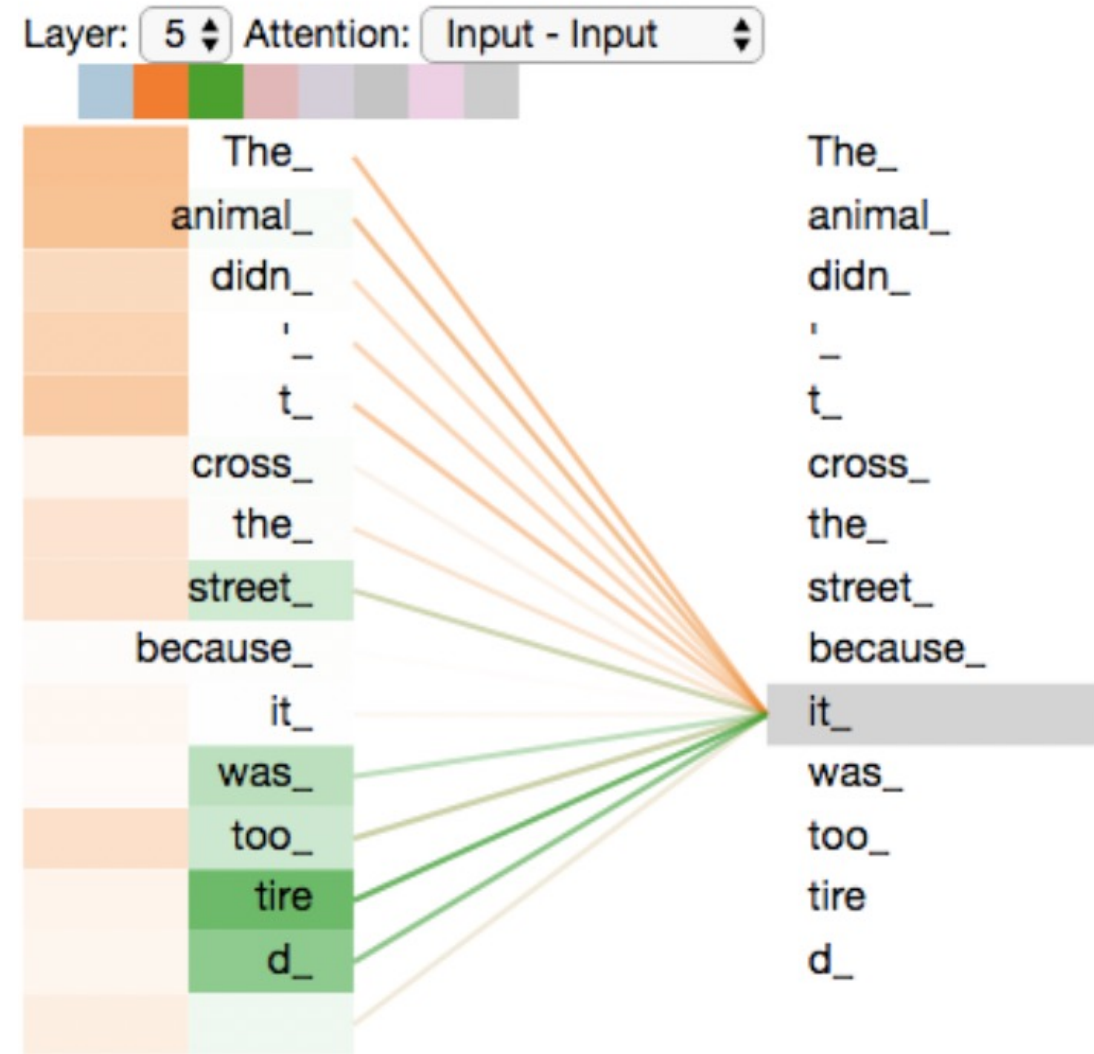 Layer: 5 Attention: Input - Input
The_ The_
animal_ animal_
didn_ didn_
'_ '_
t_ t_
cross_ cross_
the_ the_
street_ street_
because_ because_
it_ it_
was_ was_
too_ too_
tire tire
d_ d_